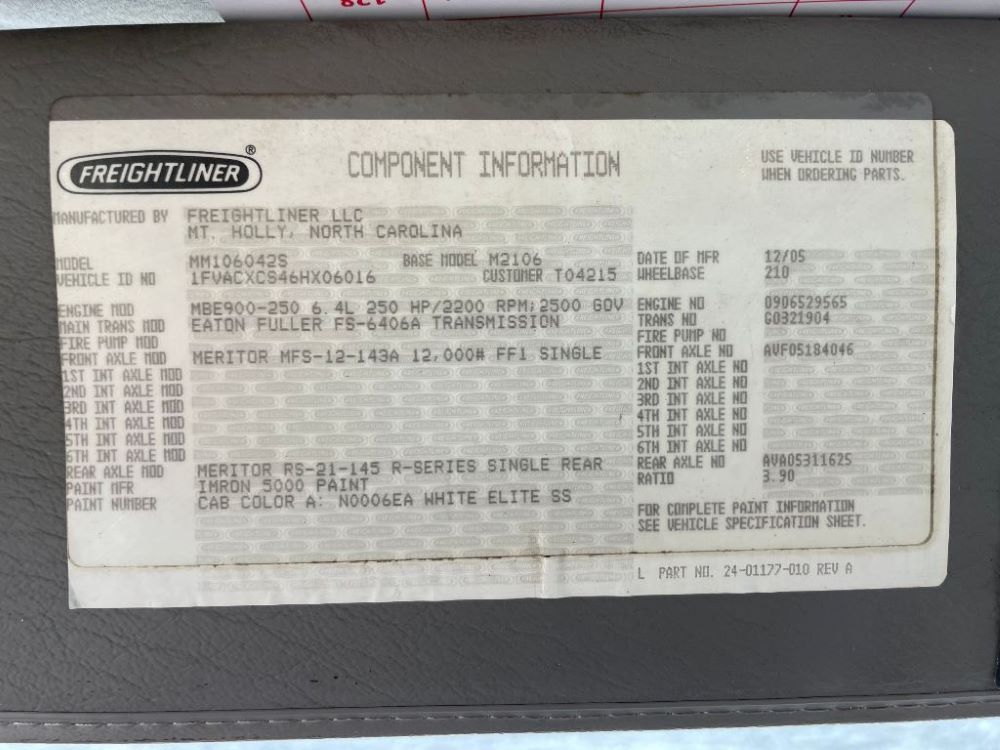 178
FREIGHTLINER®
COMPONENT INFORMATION
USE VEHICLE ID NUMBER
WHEN ORDERING PARTS.
MANUFACTURED BY FREIGHTLINER LLC
MT. HOLLY, NORTH CAROLINA
MODEL MM106042S BASE MODEL M2106 DATE OF MFR 12/05
VEHICLE ID NO 1FVACXCS46HX06016 CUSTOMER T04215 WHEELBASE 210
ENGINE MOD MBE900-250 6.4L 250 HP/2200 RPM; 2500 GOV ENGINE NO 0906529565
MAIN TRANS MOD EATON FULLER FS-6406A TRANSMISSION TRANS NO G0321904
FIRE PUMP MOD FIRE PUMP NO
FRONT AXLE MOD MERITOR MFS-12-143A 12,000# FF1 SINGLE FRONT AXLE NO AVF05184046
1ST INT AXLE MOD 1ST INT AXLE NO
2ND INT AXLE MOD 2ND INT AXLE NO
3RD INT AXLE MOD 3RD INT AXLE NO
4TH INT AXLE MOD 4TH INT AXLE NO
5TH INT AXLE MOD 5TH INT AXLE NO
6TH INT AXLE MOD 6TH INT AXLE NO
REAR AXLE MOD MERITOR RS-21-145 R-SERIES SINGLE REAR REAR AXLE NO AVA05311625
PAINT MFR IMRON 5000 PAINT RATIO 3.90
PAINT NUMBER CAB COLOR A: N0006EA WHITE ELITE SS
FOR COMPLETE PAINT INFORMATION
SEE VEHICLE SPECIFICATION SHEET.
L PART NO. 24-01177-010 REV A